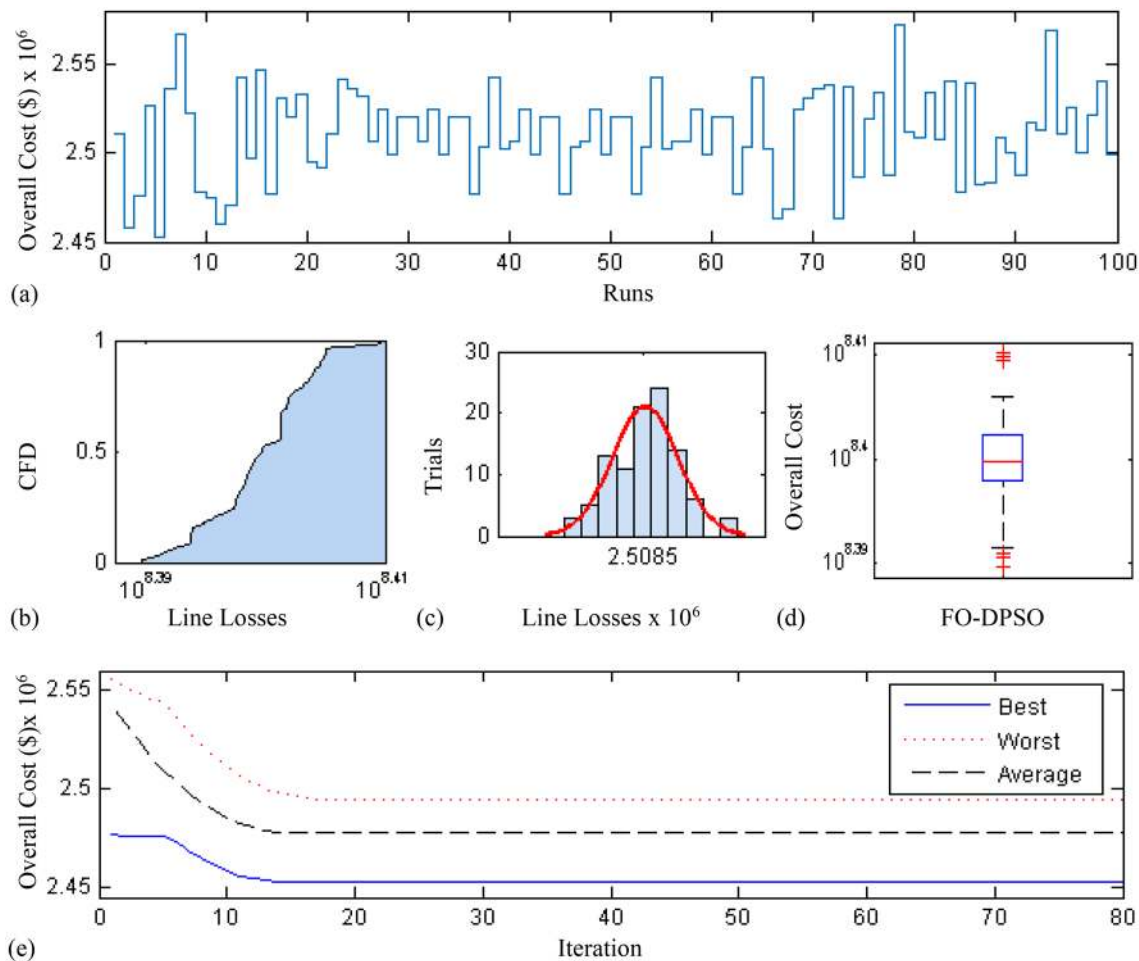 Overall Cost ($) x 10⁶
2.55
2.5
2.45
0 10 20 30 40 50 60 70 80 90 100
Runs
(a)
CFD
1
0.5
0
10^8.39 10^8.41
Line Losses
(b)
Trials
30
20
10
0
2.5085
Line Losses x 10⁶
(c)
Overall Cost
10^8.41
10^8.4
10^8.39
FO-DPSO
(d)
Overall Cost ($)x 10⁶
2.55
2.5
2.45
0 10 20 30 40 50 60 70 80
Iteration
Best
Worst
Average
(e)